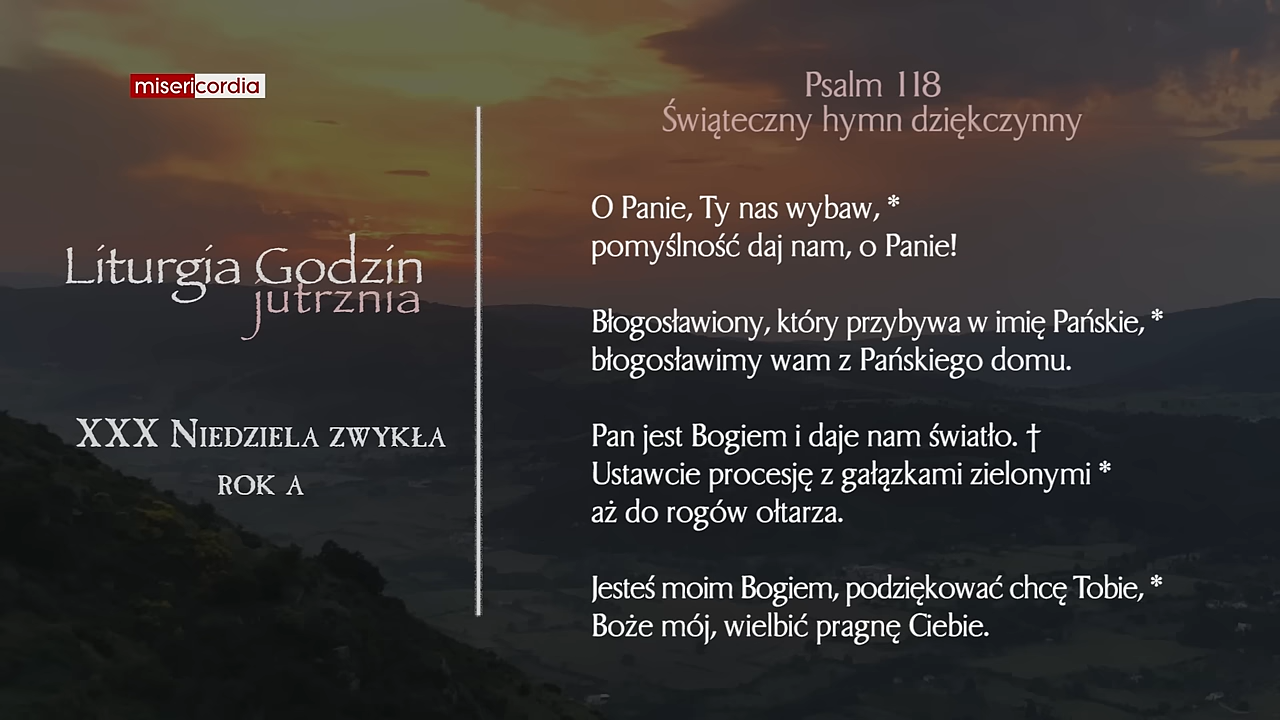 misericordia
Liturgia Godzin
jutrznia
XXX Niedziela zwykła
rok A
Psalm 118
Świąteczny hymn dziękczynny
O Panie, Ty nas wybaw, *
pomyślność daj nam, o Panie!
Błogosławiony, który przybywa w imię Pańskie, *
błogosławimy wam z Pańskiego domu.
Pan jest Bogiem i daje nam światło. †
Ustawcie procesję z gałązkami zielonymi *
aż do rogów ołtarza.
Jesteś moim Bogiem, podziękować chcę Tobie, *
Boże mój, wielbić pragnę Ciebie.